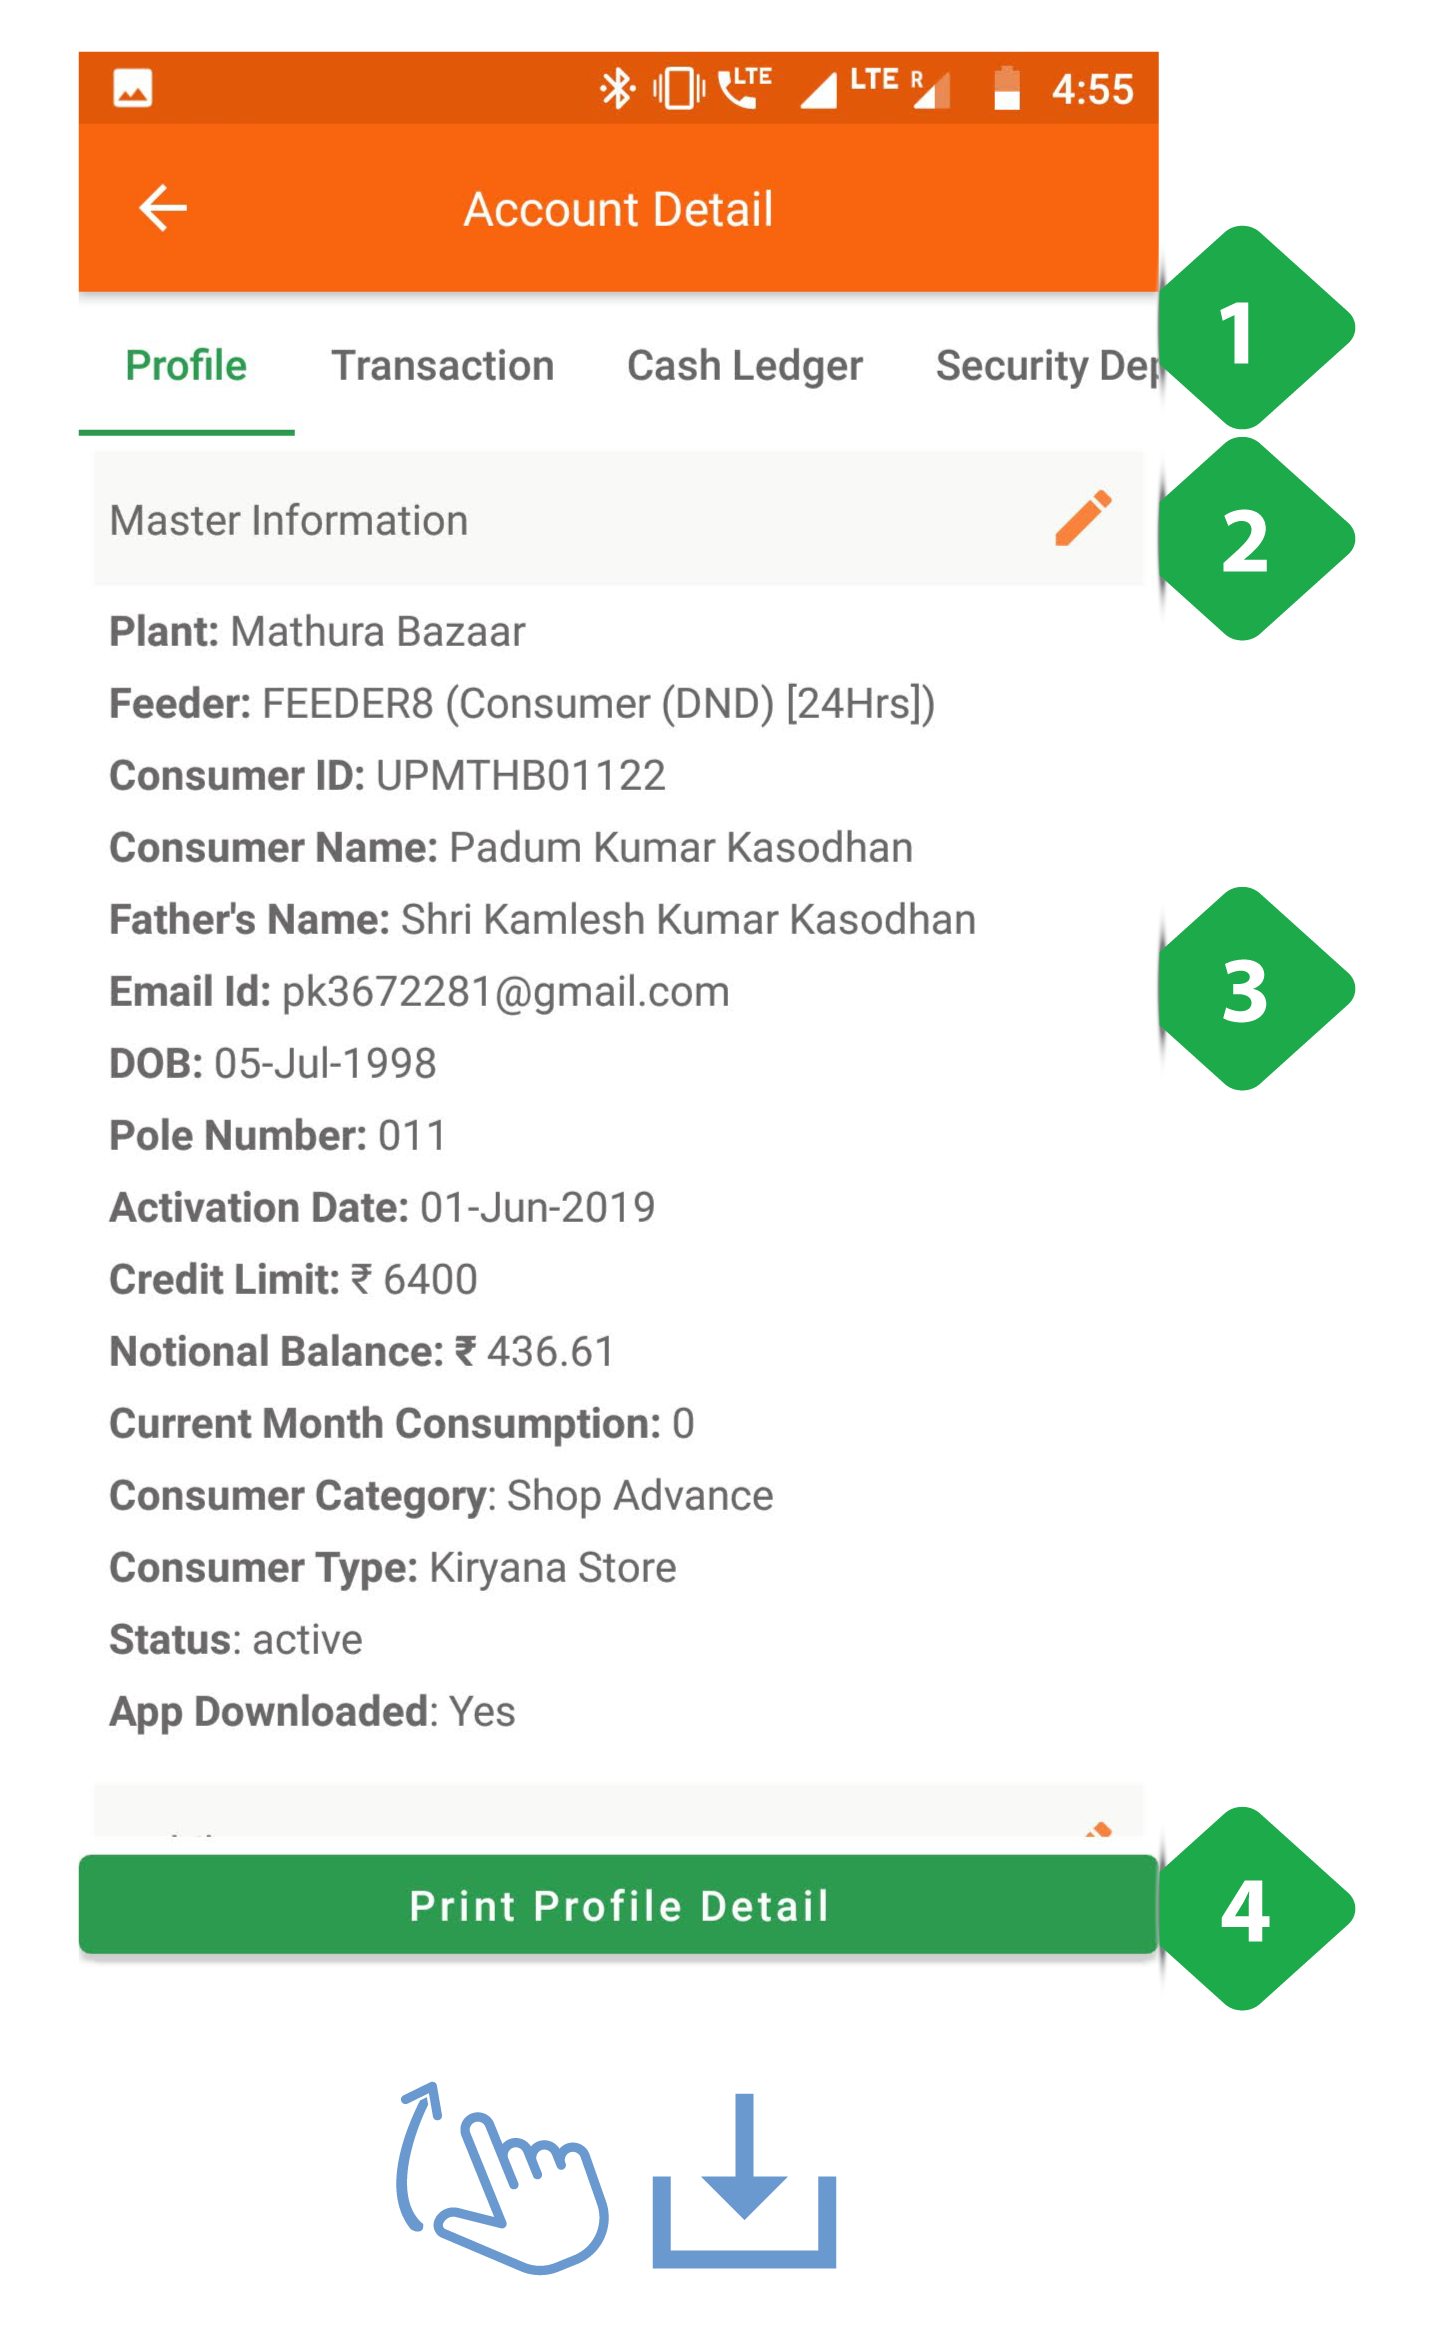 LTE LTE R 4:55
Account Detail
1
Profile Transaction Cash Ledger Security
2
Master Information
Plant: Mathura Bazaar
Feeder: FEEDER8 (Consumer (DND) [24Hrs])
Consumer ID: UPMTHB01122
Consumer Name: Padum Kumar Kasodhan
Father's Name: Shri Kamlesh Kumar Kasodhan
3
Email Id: pk3672281@gmail.com
DOB: 05-Jul-1998
Pole Number: 011
Activation Date: 01-Jun-2019
Credit Limit: ₹ 6400
Notional Balance: ₹ 436.61
Current Month Consumption: 0
Consumer Category: Shop Advance
Consumer Type: Kiryana Store
Status: active
App Downloaded: Yes
Print Profile Detail
4